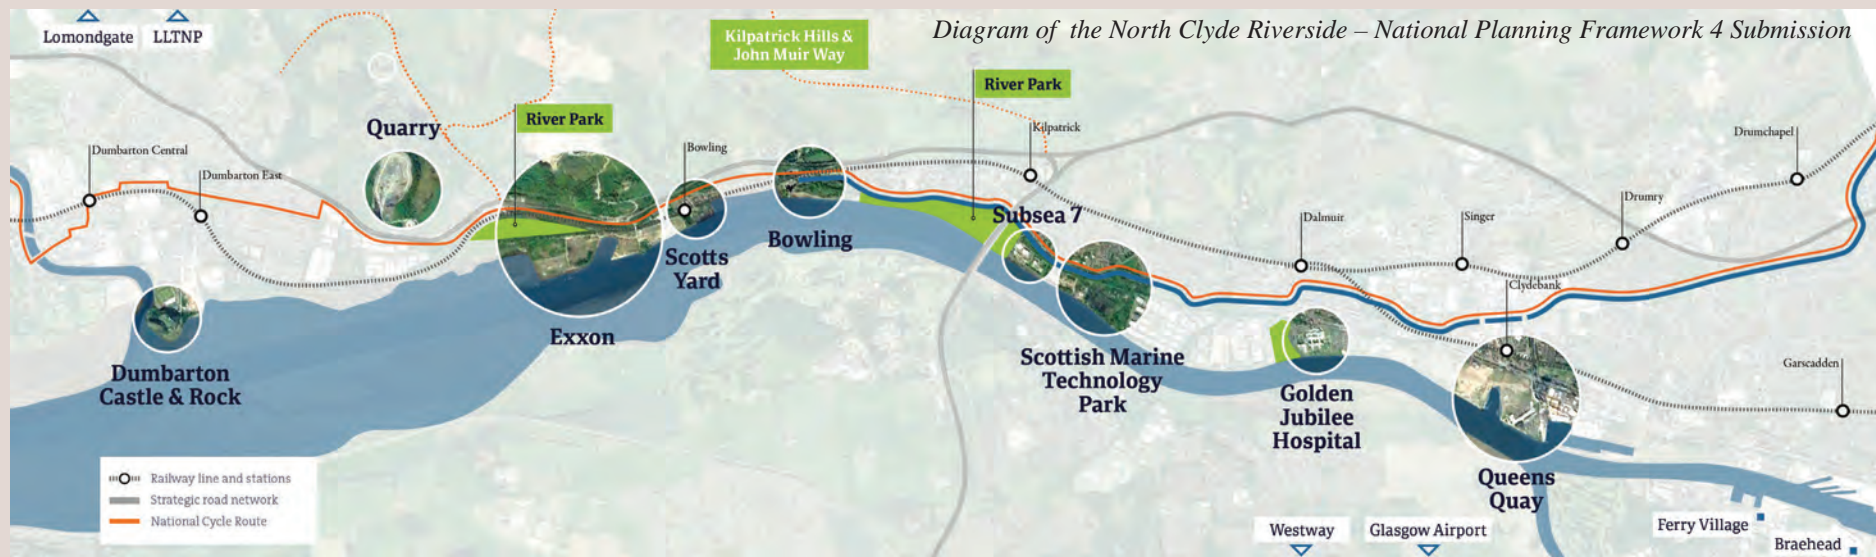 Diagram of the North Clyde Riverside – National Planning Framework 4 Submission
Lomondgate
LLTNP
Kilpatrick Hills &
John Muir Way
River Park
River Park
Quarry
Dumbarton Central
Dumbarton East
Bowling
Kilpatrick
Drumchapel
Drumry
Singer
Dalmuir
Clydebank
Garscadden
Subsea 7
Scotts
Yard
Bowling
Exxon
Dumbarton
Castle & Rock
Scottish Marine
Technology
Park
Golden
Jubilee
Hospital
Queens
Quay
Railway line and stations
Strategic road network
National Cycle Route
Westway
Glasgow Airport
Ferry Village
Braehead